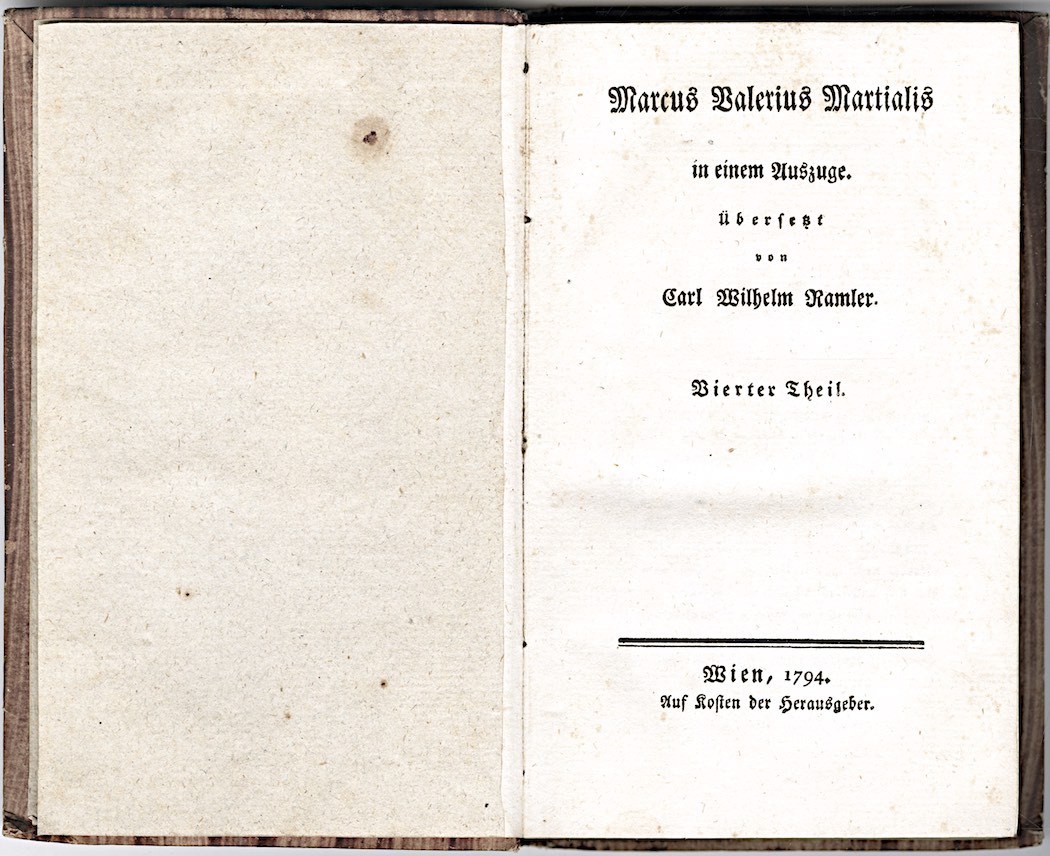 Marcus Valerius Martialis
in einem Auszuge.
Überſetzt
von
Carl Wilhelm Ramler.
Vierter Theil.
Wien, 1794.
Auf Koſten der Herausgeber.